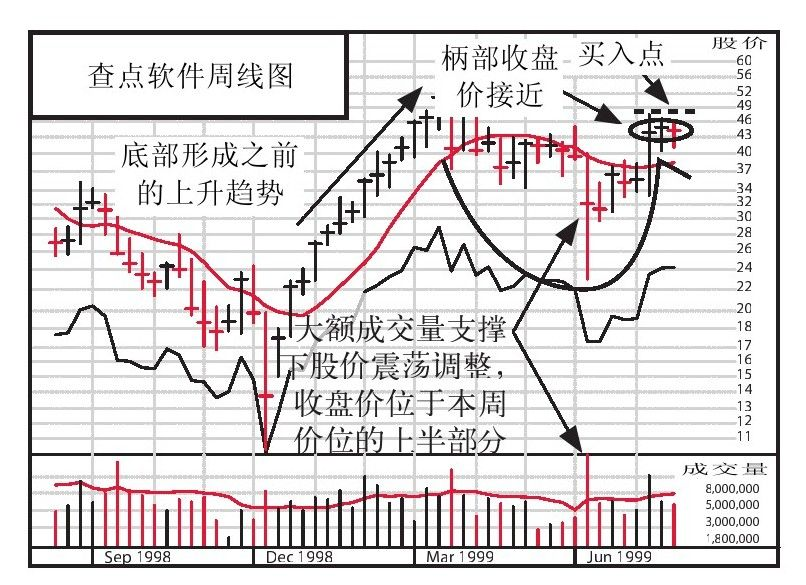 查点软件周线图
柄部收盘
价接近
买入点
股价
底部形成之前
的上升趋势
大额成交量支撑
下股价震荡调整，
收盘价位于本周
价位的上半部分
60
56
52
49
46
43
40
37
34
32
30
28
26
24
22
20
18
17
16
15
14
13
12
11
成交量
8,000,000
5,000,000
3,000,000
1,800,000
Sep 1998
Dec 1998
Mar 1999
Jun 1999